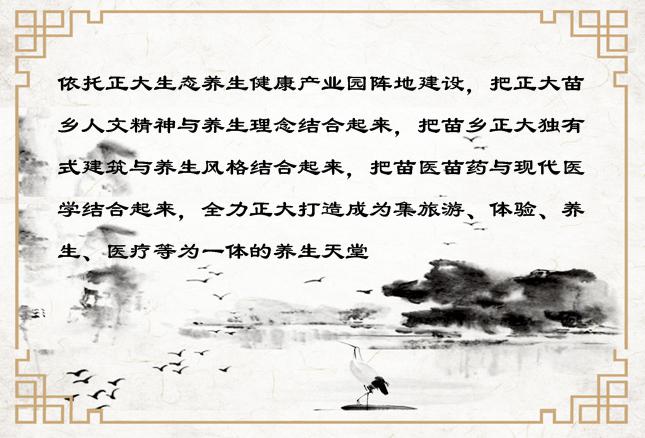 依托正大生态养生健康产业园阵地建设，把正大苗
乡人文精神与养生理念结合起来，把苗乡正大独有
式建筑与养生风格结合起来，把苗医苗药与现代医
学结合起来，全力正大打造成为集旅游、体验、养
生、医疗等为一体的养生天堂